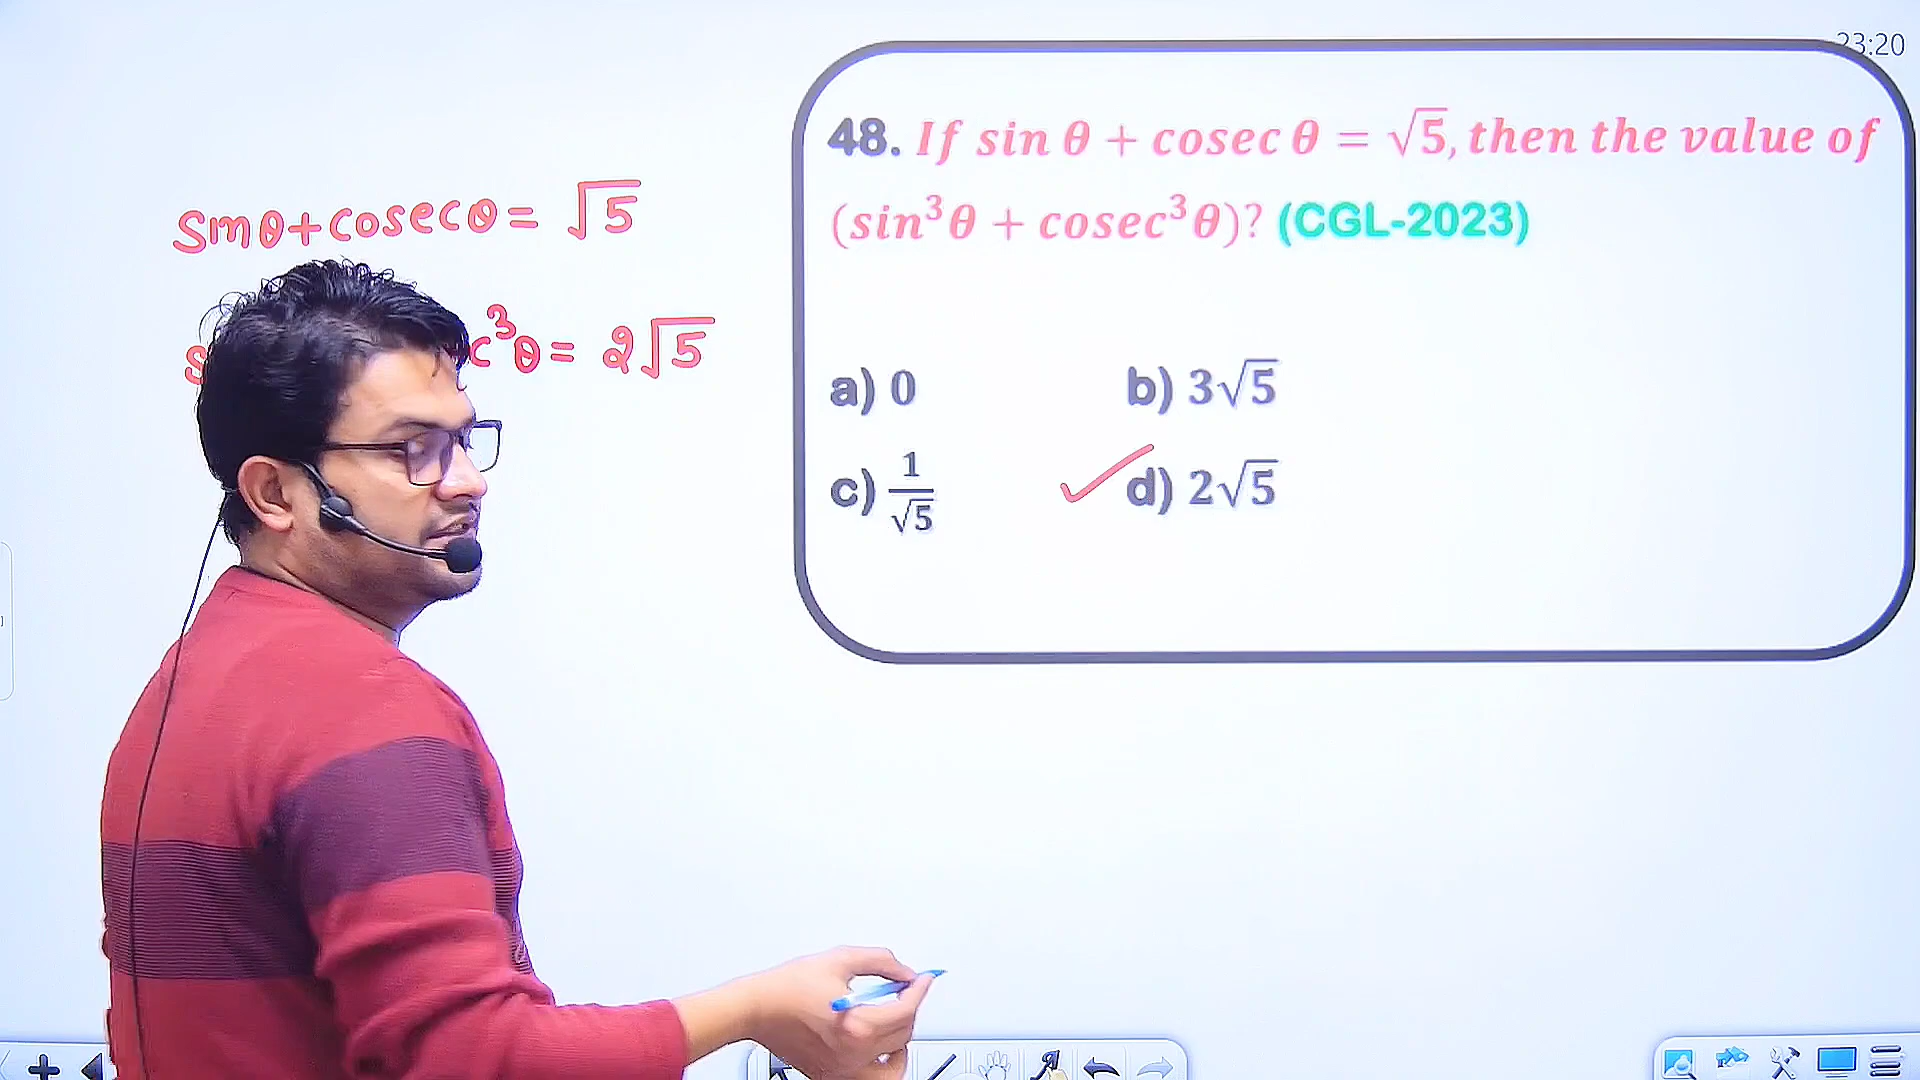 23:20
48. If sin θ + cosec θ = √5, then the value of
(sin³θ + cosec³θ)? (CGL-2023)
a) 0
b) 3√5
c) 1/√5
d) 2√5
sinθ+cosecθ= √5
s c³θ= 2√5